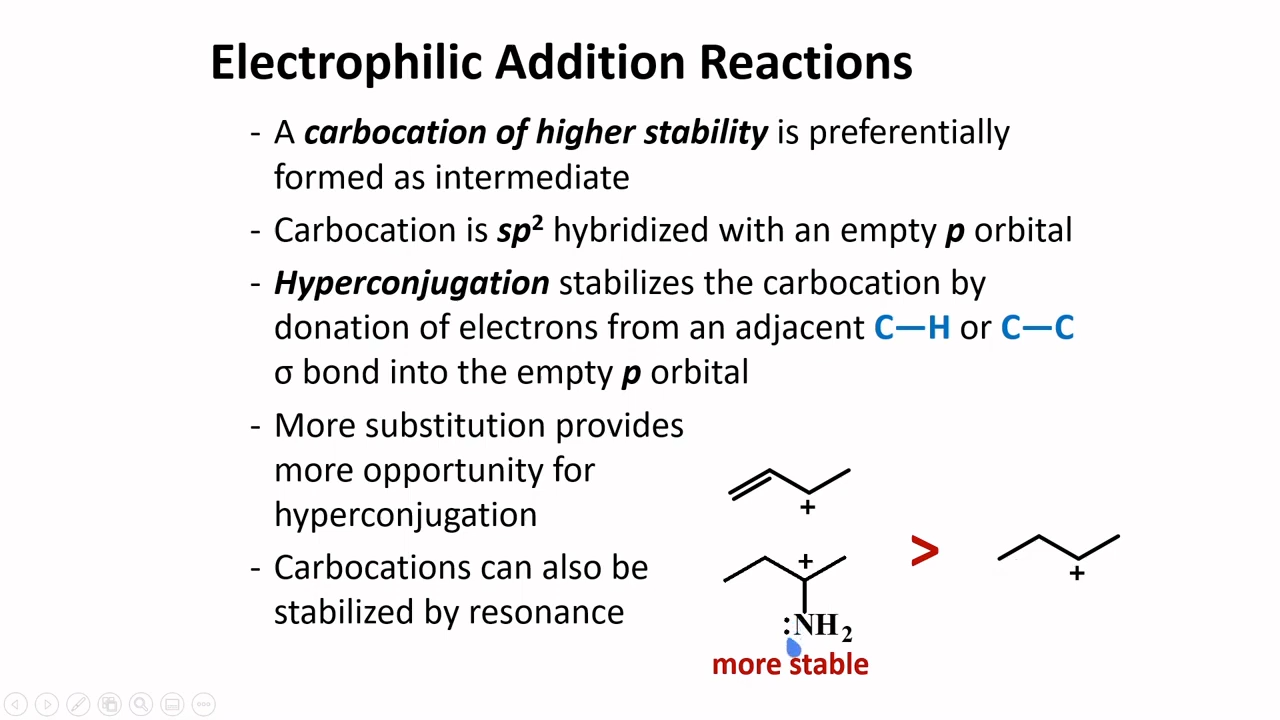 Electrophilic Addition Reactions
- A carbocation of higher stability is preferentially
formed as intermediate
- Carbocation is sp² hybridized with an empty p orbital
- Hyperconjugation stabilizes the carbocation by
donation of electrons from an adjacent C—H or C—C
σ bond into the empty p orbital
- More substitution provides
more opportunity for
hyperconjugation
- Carbocations can also be
stabilized by resonance
+
+
:NH₂
more stable
>
+